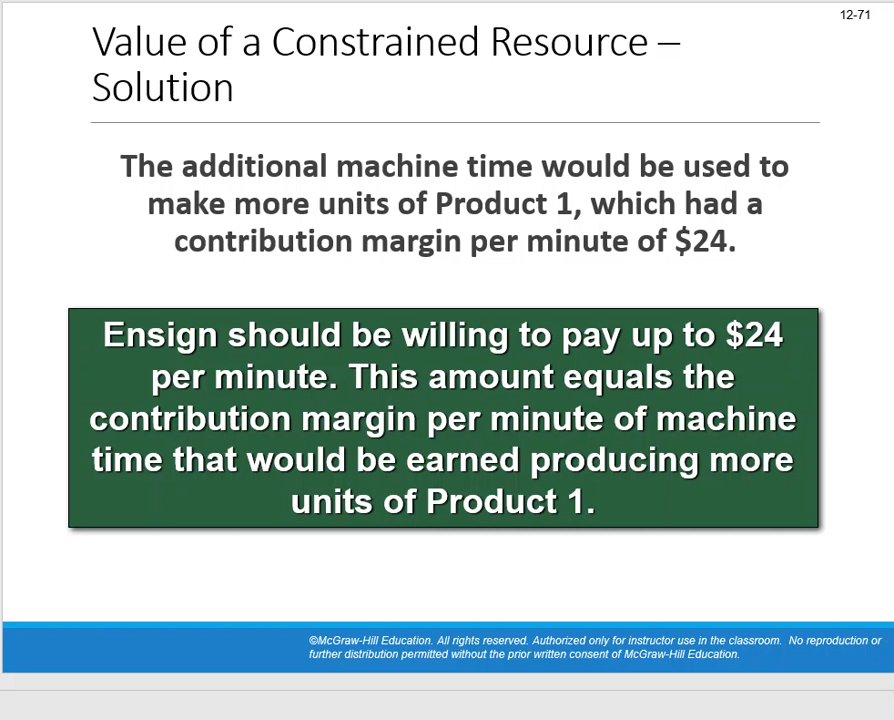 12-71
Value of a Constrained Resource –
Solution
The additional machine time would be used to
make more units of Product 1, which had a
contribution margin per minute of $24.
Ensign should be willing to pay up to $24
per minute. This amount equals the
contribution margin per minute of machine
time that would be earned producing more
units of Product 1.
©McGraw-Hill Education. All rights reserved. Authorized only for instructor use in the classroom. No reproduction or
further distribution permitted without the prior written consent of McGraw-Hill Education.